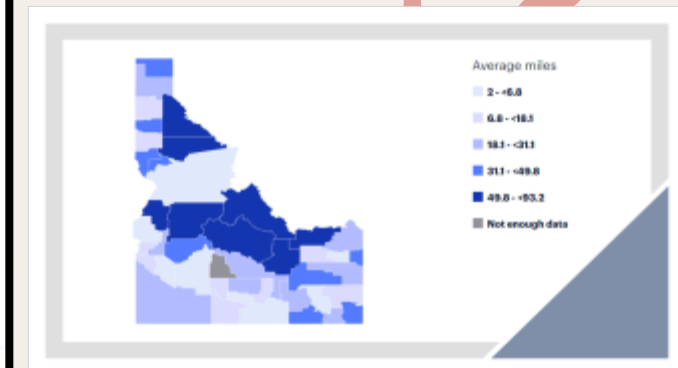 Average miles
2 - <6.8
6.8 - <18.1
18.1 - <31.1
31.1 - <49.8
49.8 - <93.2
Not enough data